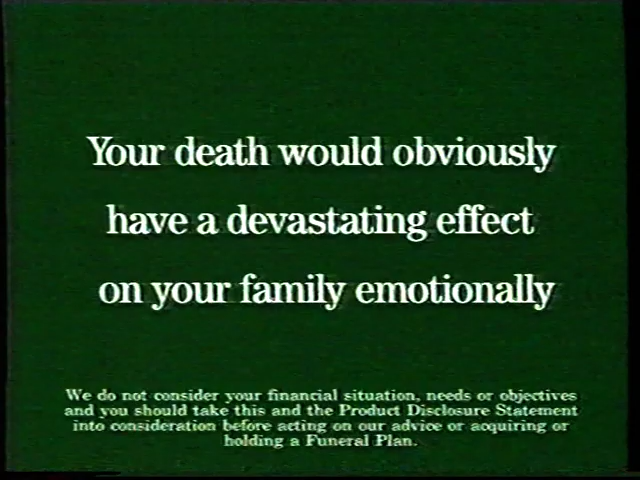 Your death would obviously
have a devastating effect
on your family emotionally
We do not consider your financial situation, needs or objectives
and you should take this and the Product Disclosure Statement
into consideration before acting on our advice or acquiring or
holding a Funeral Plan.